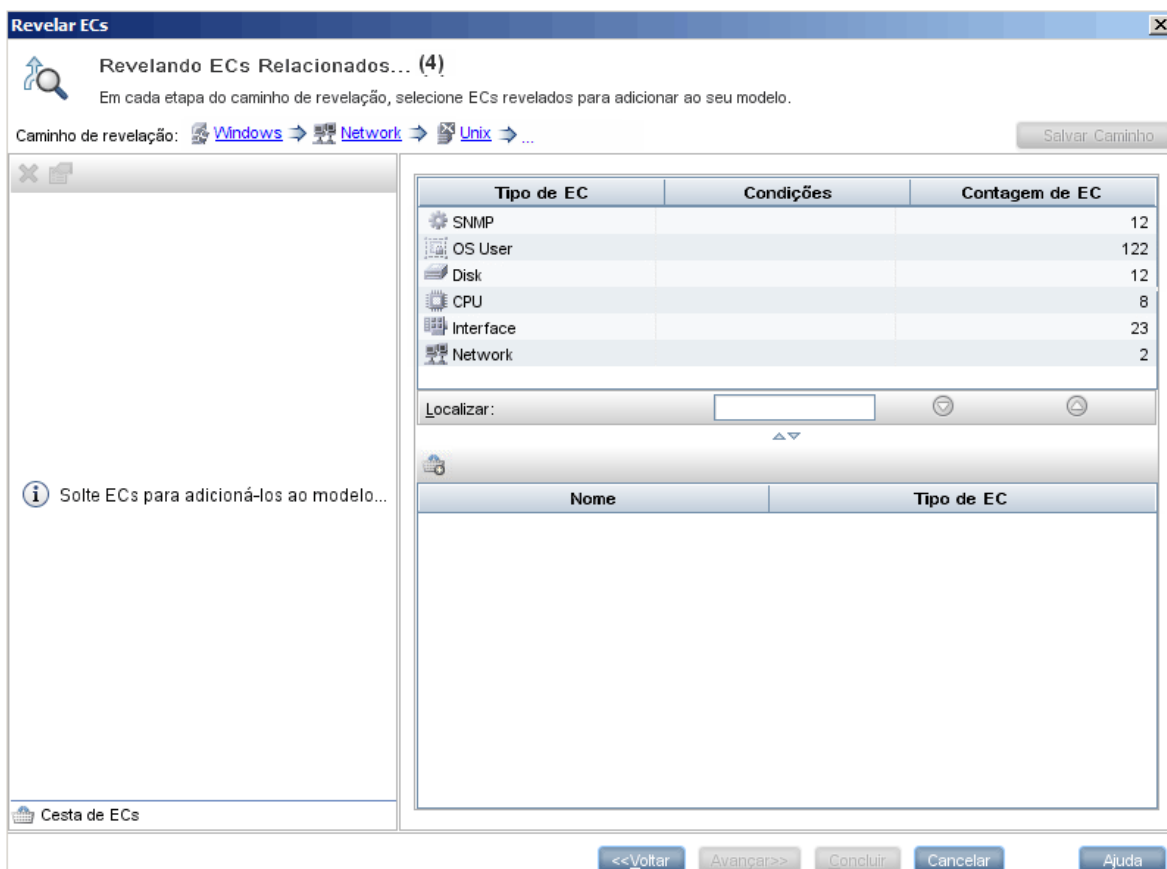 Revelar ECs
Revelando ECs Relacionados... (4)
Em cada etapa do caminho de revelação, selecione ECs revelados para adicionar ao seu modelo.
Caminho de revelação: Windows Network Unix ...
Salvar Caminho
Tipo de EC Condições Contagem de EC
SNMP 12
OS User 122
Disk 12
CPU 8
Interface 23
Network 2
Localizar:
Solte ECs para adicioná-los ao modelo...
Nome Tipo de EC
Cesta de ECs
<<Voltar Avançar>> Concluir Cancelar Ajuda